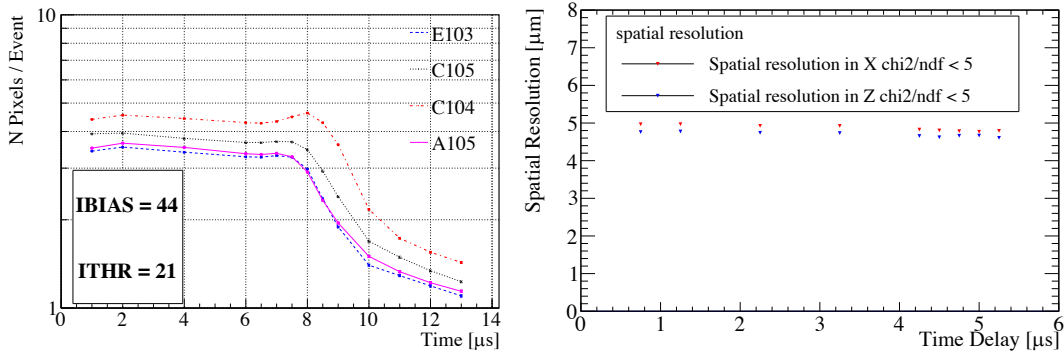 N Pixels / Event
10
1
E103
C105
C104
A105
IBIAS = 44
ITHR = 21
0 2 4 6 8 10 12 14
Time [μs]
Spatial Resolution [μm]
8
7
6
5
4
3
2
1
0
spatial resolution
Spatial resolution in X chi2/ndf < 5
Spatial resolution in Z chi2/ndf < 5
0 1 2 3 4 5 6
Time Delay [μs]